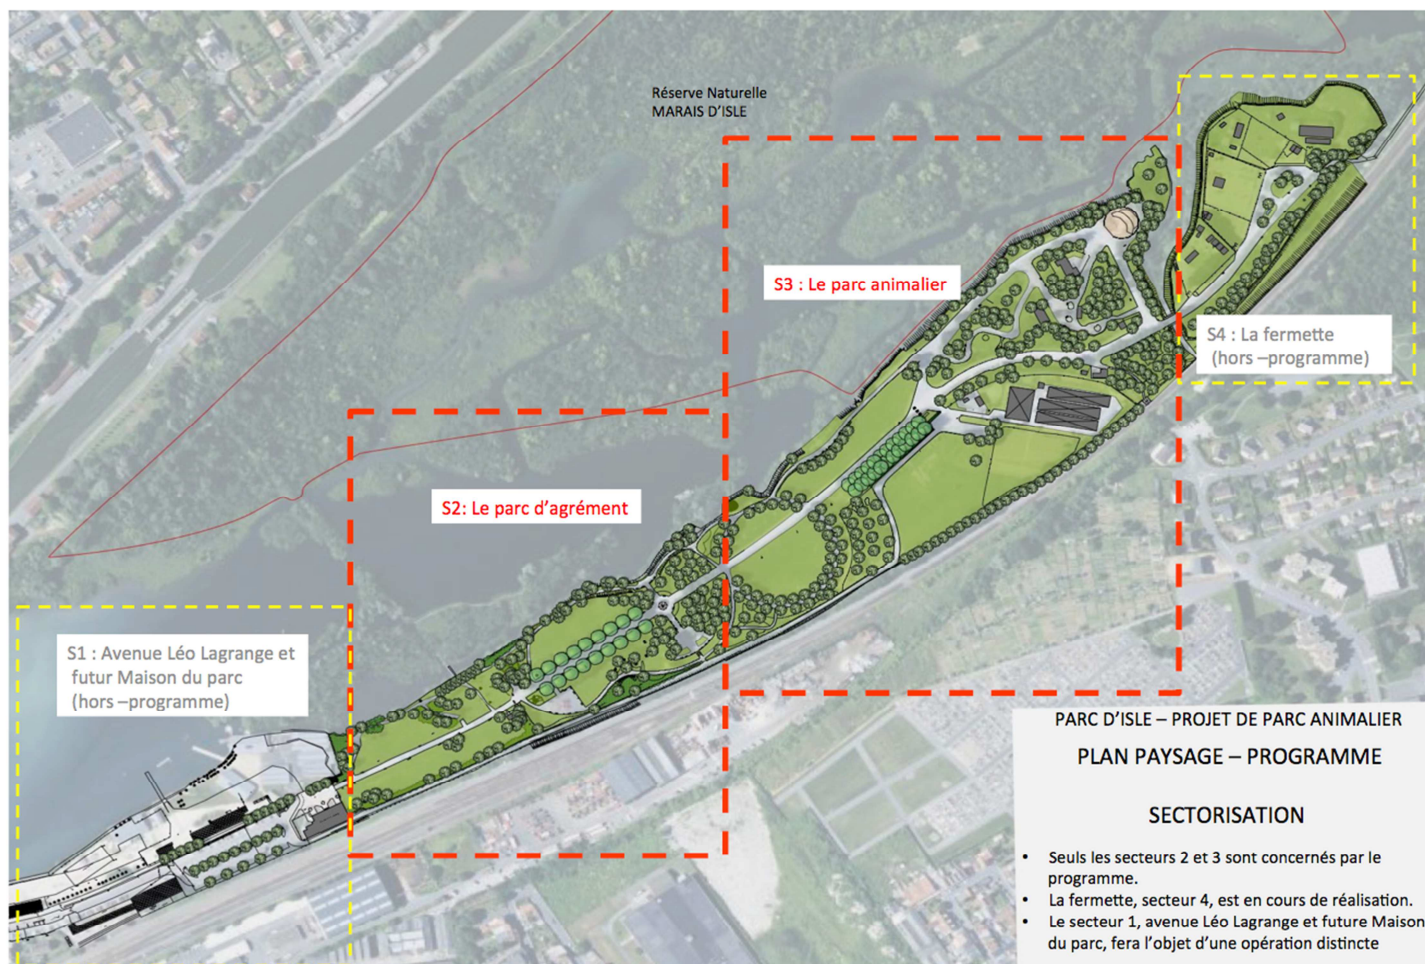 Réserve Naturelle
MARAIS D'ISLE
S3 : Le parc animalier
S4 : La fermette
(hors –programme)
S2: Le parc d'agrément
S1 : Avenue Léo Lagrange et
futur Maison du parc
(hors –programme)
PARC D'ISLE – PROJET DE PARC ANIMALIER
PLAN PAYSAGE – PROGRAMME
SECTORISATION
• Seuls les secteurs 2 et 3 sont concernés par le
programme.
• La fermette, secteur 4, est en cours de réalisation.
• Le secteur 1, avenue Léo Lagrange et future Maison
du parc, fera l'objet d'une opération distincte